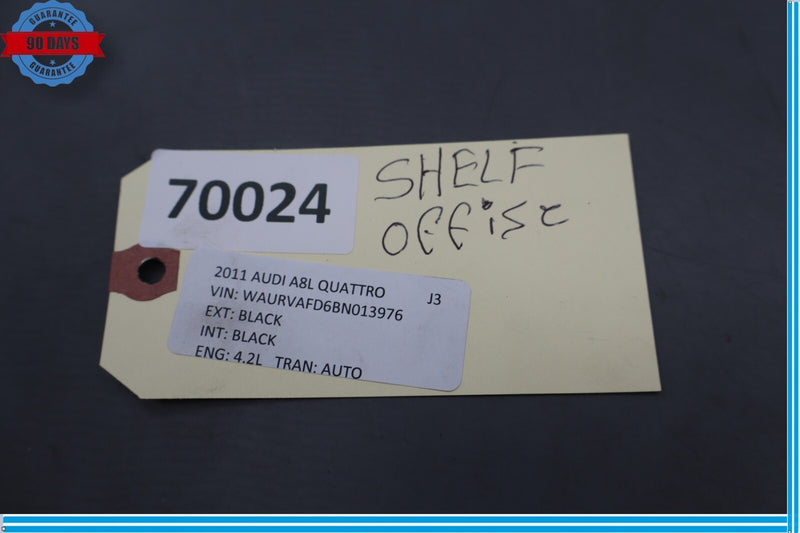 GUARANTEE
90 DAYS
GUARANTEE
70024
SHELF
OFFISC
2011 AUDI A8L QUATTRO J3
VIN: WAURVAFD6BN013976
EXT: BLACK
INT: BLACK
ENG: 4.2L TRAN: AUTO